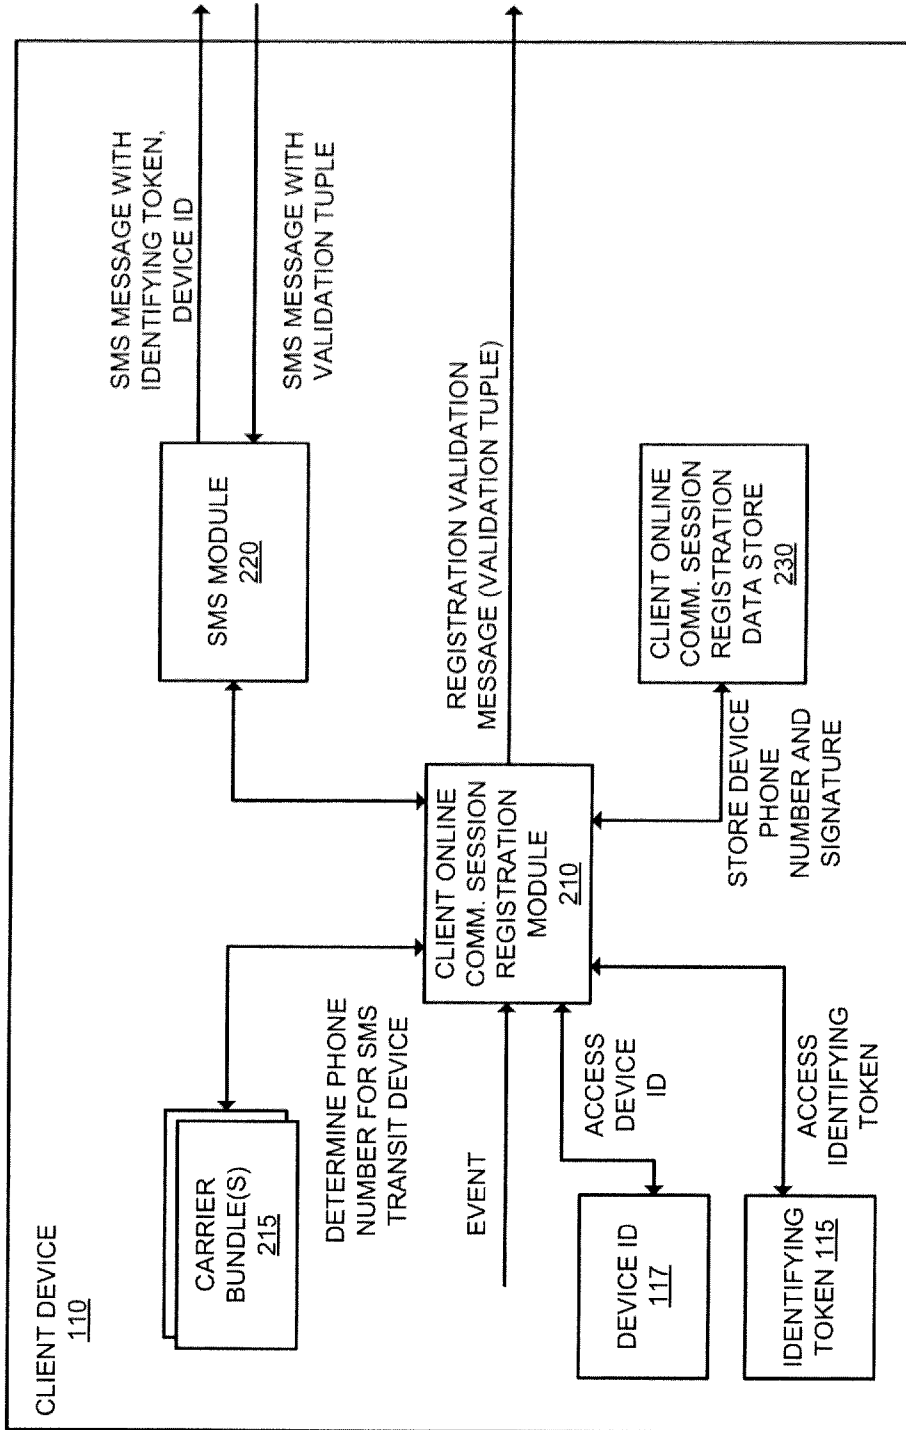 CLIENT DEVICE
110
CARRIER
BUNDLE(S)
215
DETERMINE PHONE
NUMBER FOR SMS
TRANSIT DEVICE
EVENT
DEVICE ID
117
ACCESS
DEVICE
ID
IDENTIFYING
TOKEN 115
ACCESS
IDENTIFYING
TOKEN
CLIENT ONLINE
COMM. SESSION
REGISTRATION
MODULE
210
SMS MODULE
220
SMS MESSAGE WITH
IDENTIFYING TOKEN,
DEVICE ID
SMS MESSAGE WITH
VALIDATION TUPLE
REGISTRATION VALIDATION
MESSAGE (VALIDATION TUPLE)
STORE DEVICE
PHONE
NUMBER AND
SIGNATURE
CLIENT ONLINE
COMM. SESSION
REGISTRATION
DATA STORE
230